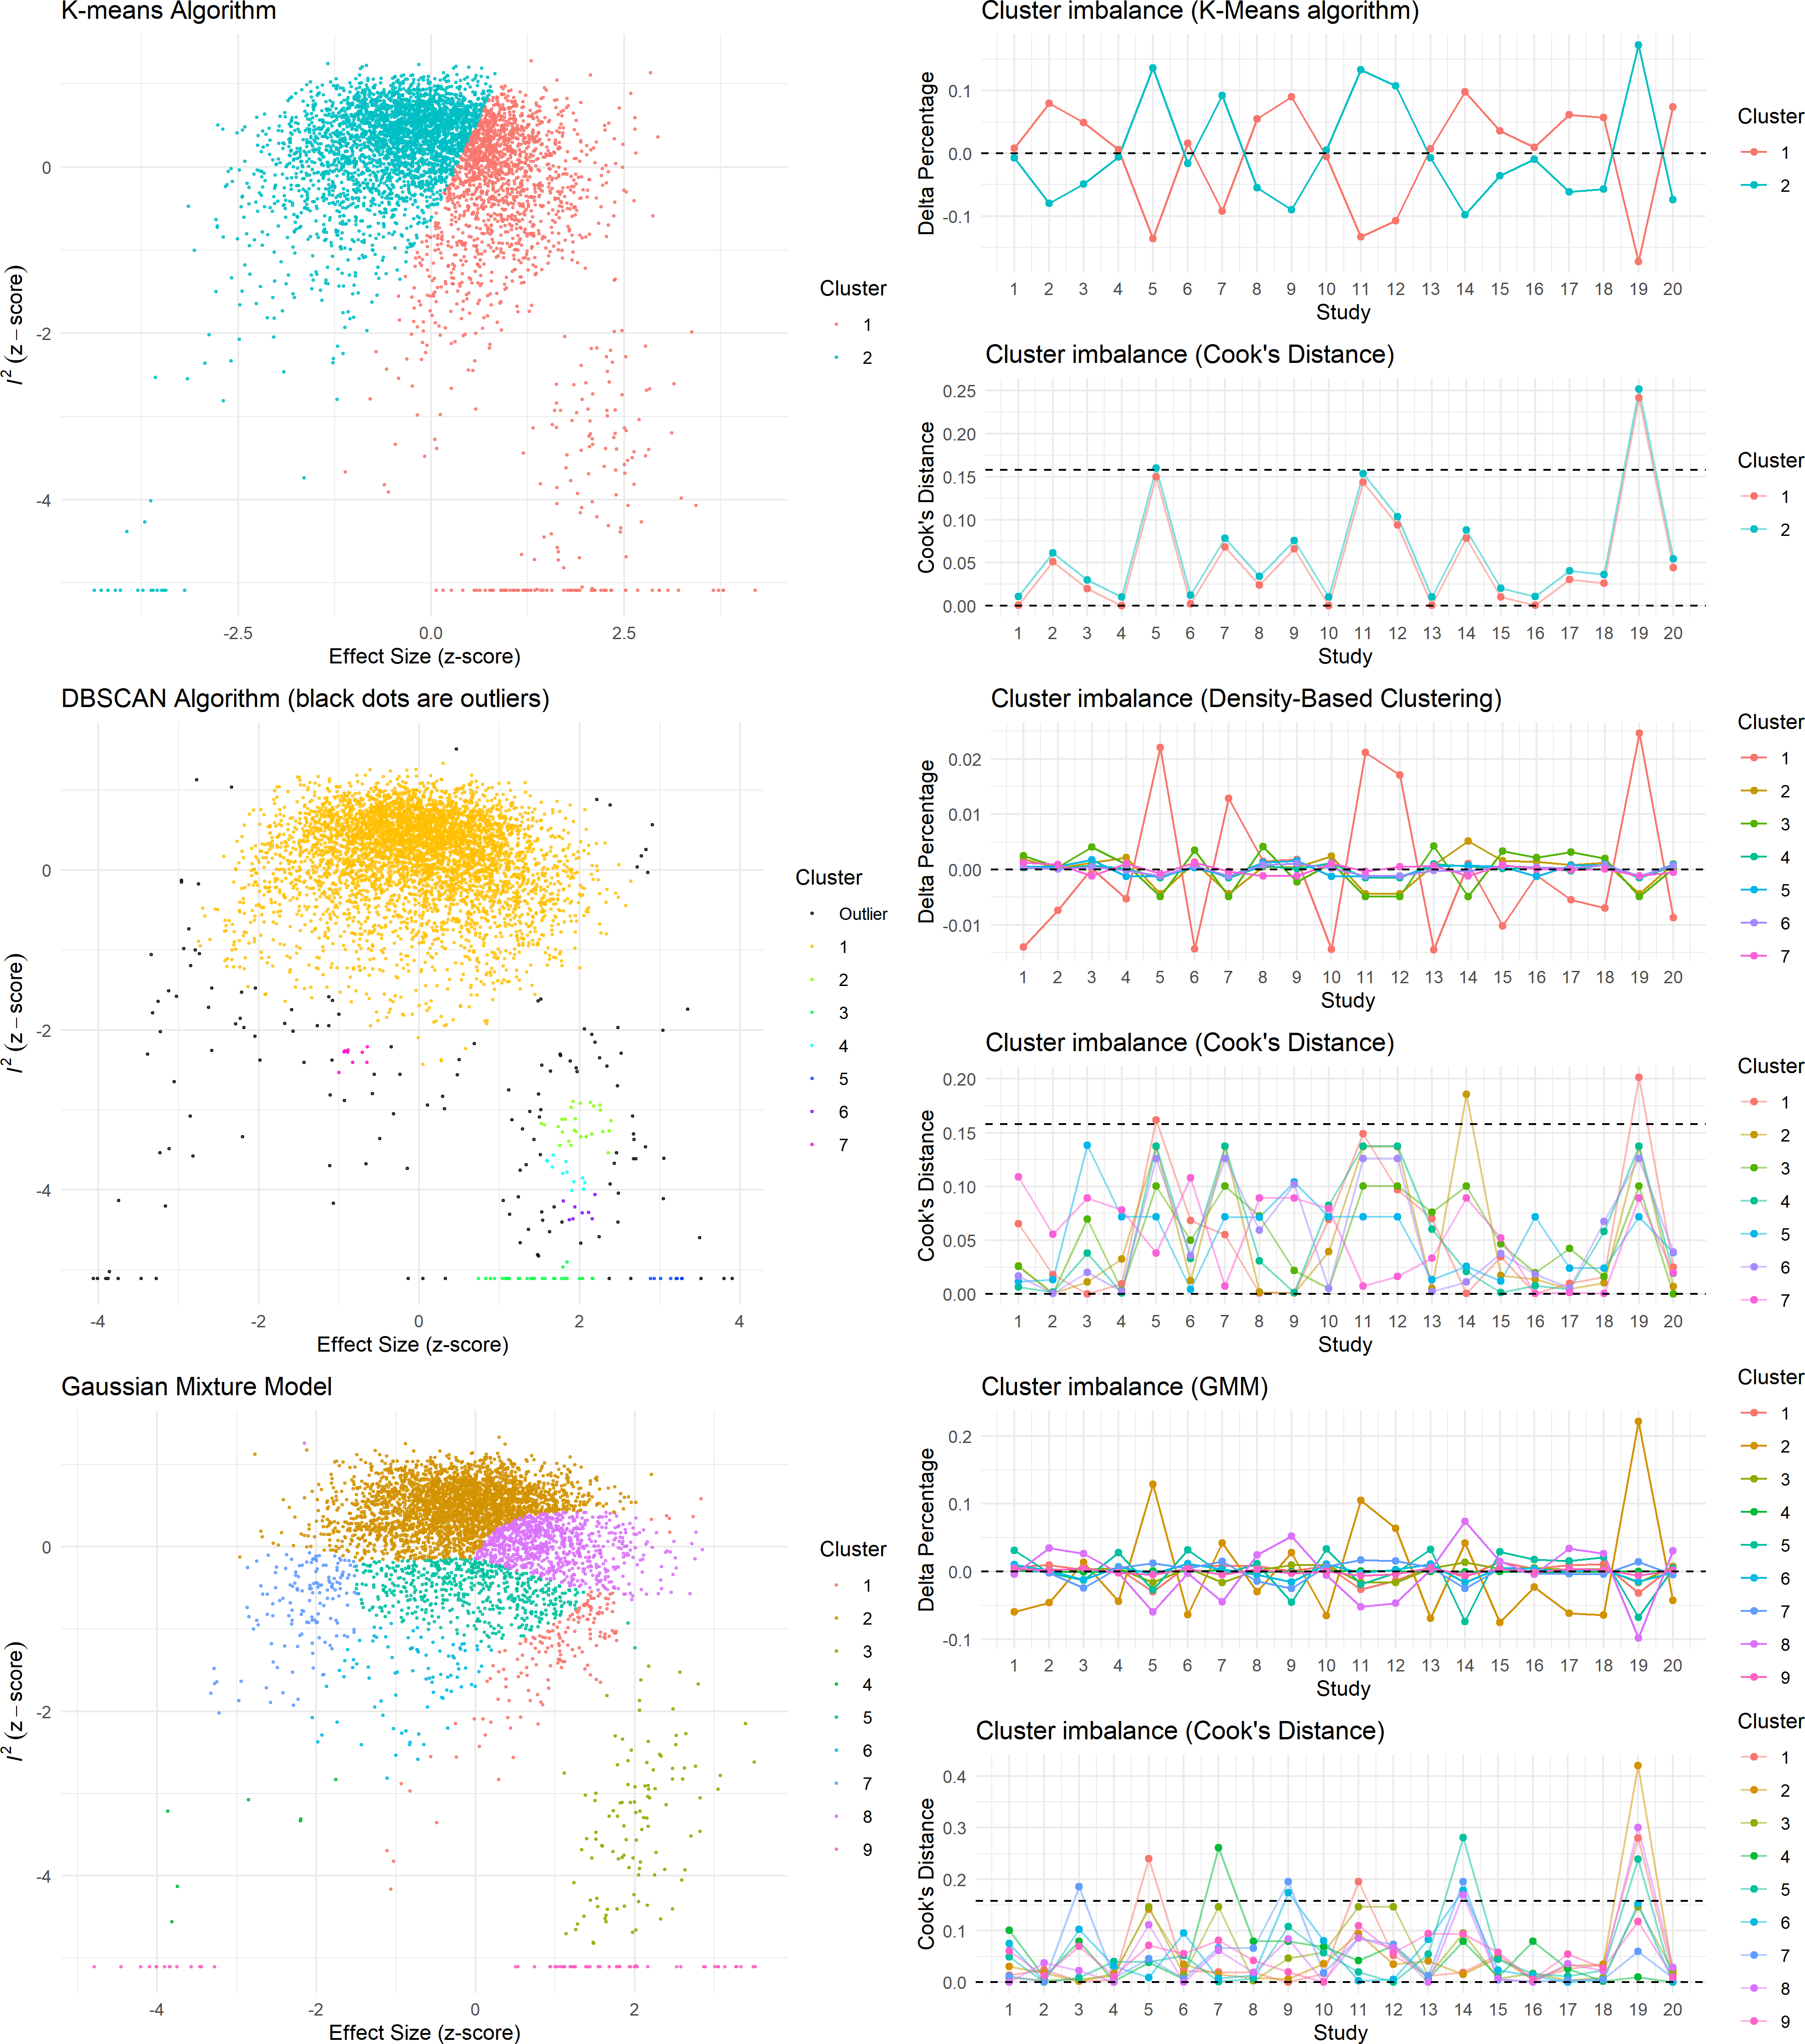 K-means Algorithm
0
-2
-4
-2.5 0.0 2.5
Effect Size (z-score)
I² (z – score)
Cluster
1
2
Cluster imbalance (K-Means algorithm)
0.1
0.0
-0.1
Delta Percentage
1 2 3 4 5 6 7 8 9 10 11 12 13 14 15 16 17 18 19 20
Study
Cluster
1
2
Cluster imbalance (Cook's Distance)
0.25
0.20
0.15
0.10
0.05
0.00
Cook's Distance
1 2 3 4 5 6 7 8 9 10 11 12 13 14 15 16 17 18 19 20
Study
Cluster
1
2
DBSCAN Algorithm (black dots are outliers)
0
-2
-4
-4 -2 0 2 4
Effect Size (z-score)
I² (z – score)
Cluster
Outlier
1
2
3
4
5
6
7
Cluster imbalance (Density-Based Clustering)
0.02
0.01
0.00
-0.01
Delta Percentage
1 2 3 4 5 6 7 8 9 10 11 12 13 14 15 16 17 18 19 20
Study
Cluster
1
2
3
4
5
6
7
Cluster imbalance (Cook's Distance)
0.20
0.15
0.10
0.05
0.00
Cook's Distance
1 2 3 4 5 6 7 8 9 10 11 12 13 14 15 16 17 18 19 20
Study
Cluster
1
2
3
4
5
6
7
Gaussian Mixture Model
0
-2
-4
-4 -2 0 2
Effect Size (z-score)
I² (z – score)
Cluster
1
2
3
4
5
6
7
8
9
Cluster imbalance (GMM)
0.2
0.1
0.0
-0.1
Delta Percentage
1 2 3 4 5 6 7 8 9 10 11 12 13 14 15 16 17 18 19 20
Study
Cluster
1
2
3
4
5
6
7
8
9
Cluster imbalance (Cook's Distance)
0.4
0.3
0.2
0.1
0.0
Cook's Distance
1 2 3 4 5 6 7 8 9 10 11 12 13 14 15 16 17 18 19 20
Study
Cluster
1
2
3
4
5
6
7
8
9